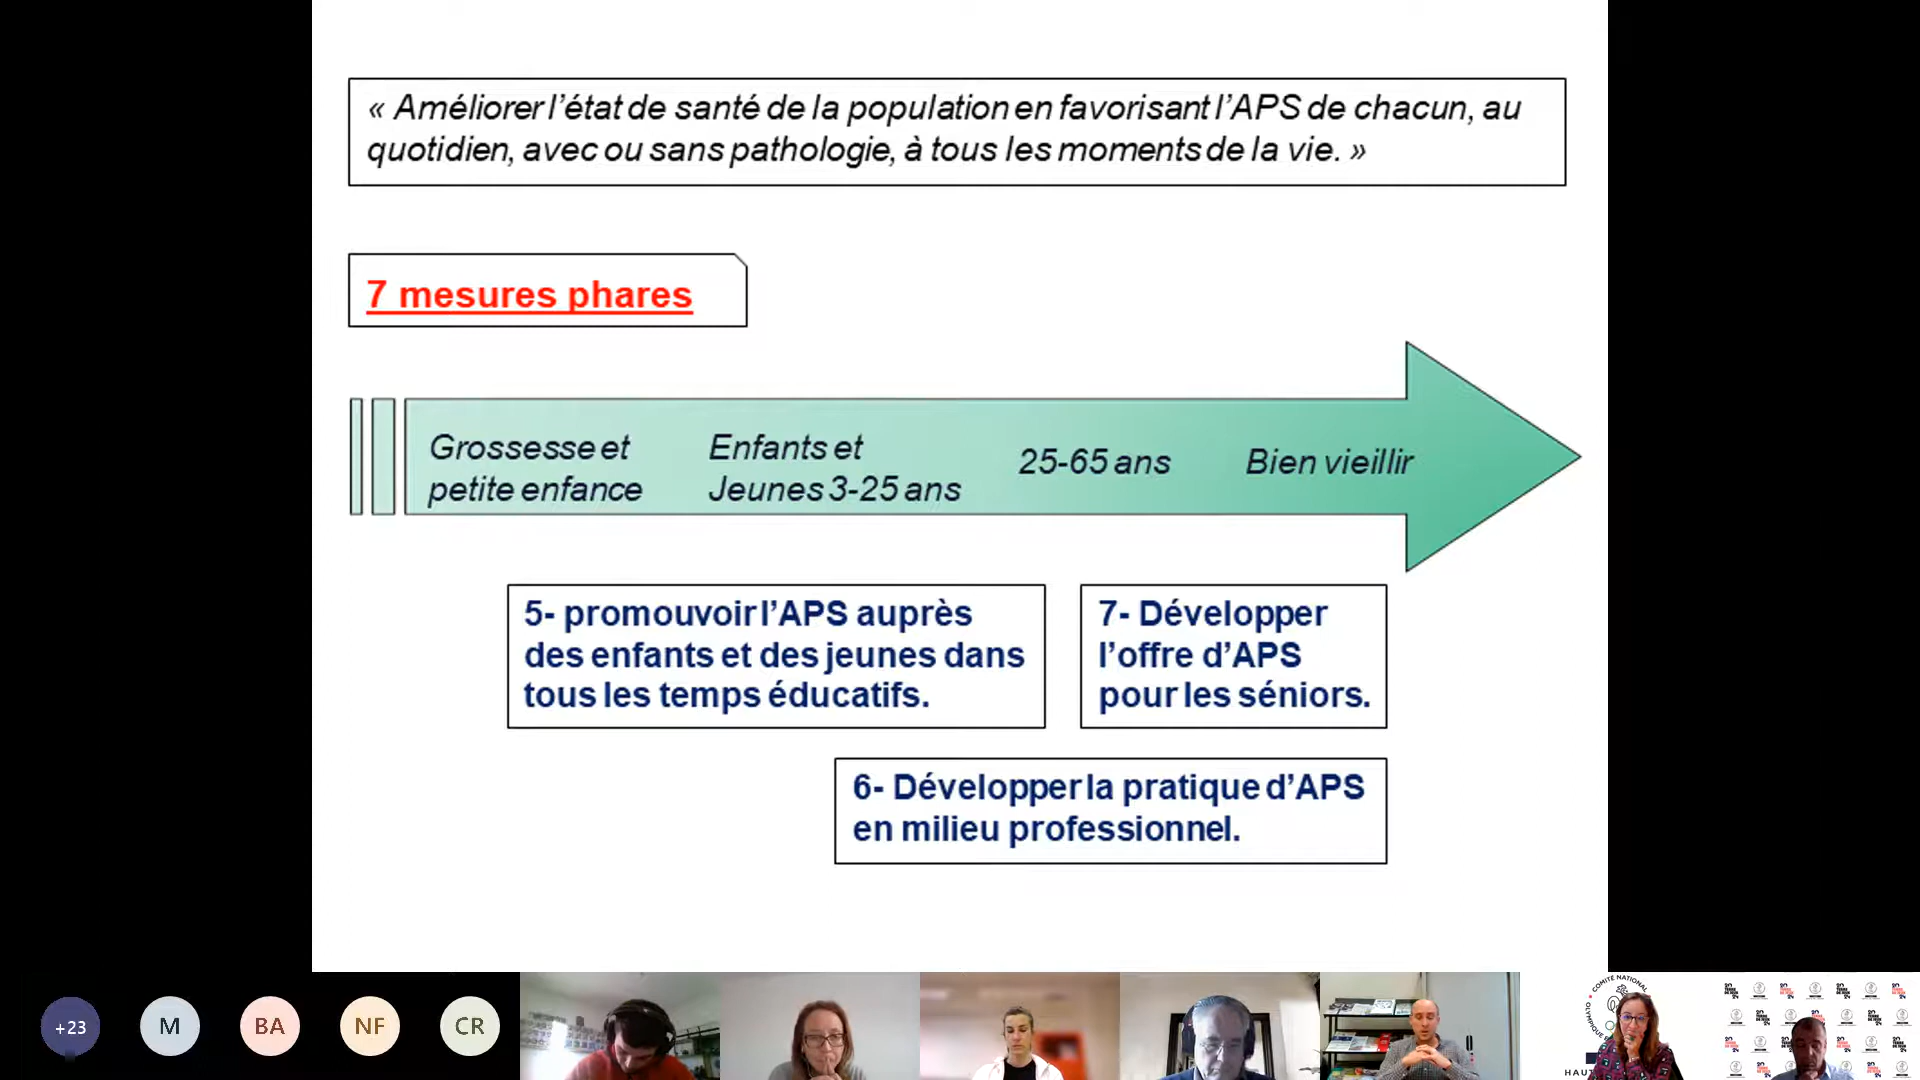 « Améliorer l’état de santé de la population en favorisant l’APS de chacun, au
quotidien, avec ou sans pathologie, à tous les moments de la vie. »
7 mesures phares
Grossesse et
petite enfance
Enfants et
Jeunes 3-25 ans
25-65 ans
Bien vieillir
5- promouvoir l’APS auprès
des enfants et des jeunes dans
tous les temps éducatifs.
7- Développer
l’offre d’APS
pour les séniors.
6- Développer la pratique d’APS
en milieu professionnel.
+23
M
BA
NF
CR
COMITÉ NATIONAL